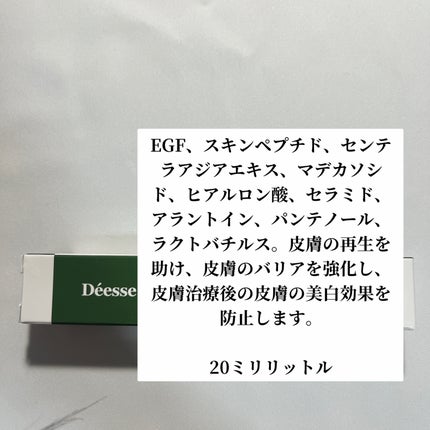 EGF、スキンペプチド、センテ
ラアジアエキス、マデカソシ
ド、ヒアルロン酸、セラミド、
アラントイン、パンテノール、
ラクトバチルス。皮膚の再生を
助け、皮膚のバリアを強化し、
皮膚治療後の皮膚の美白効果を
防止します。
20ミリリットル
Déesse